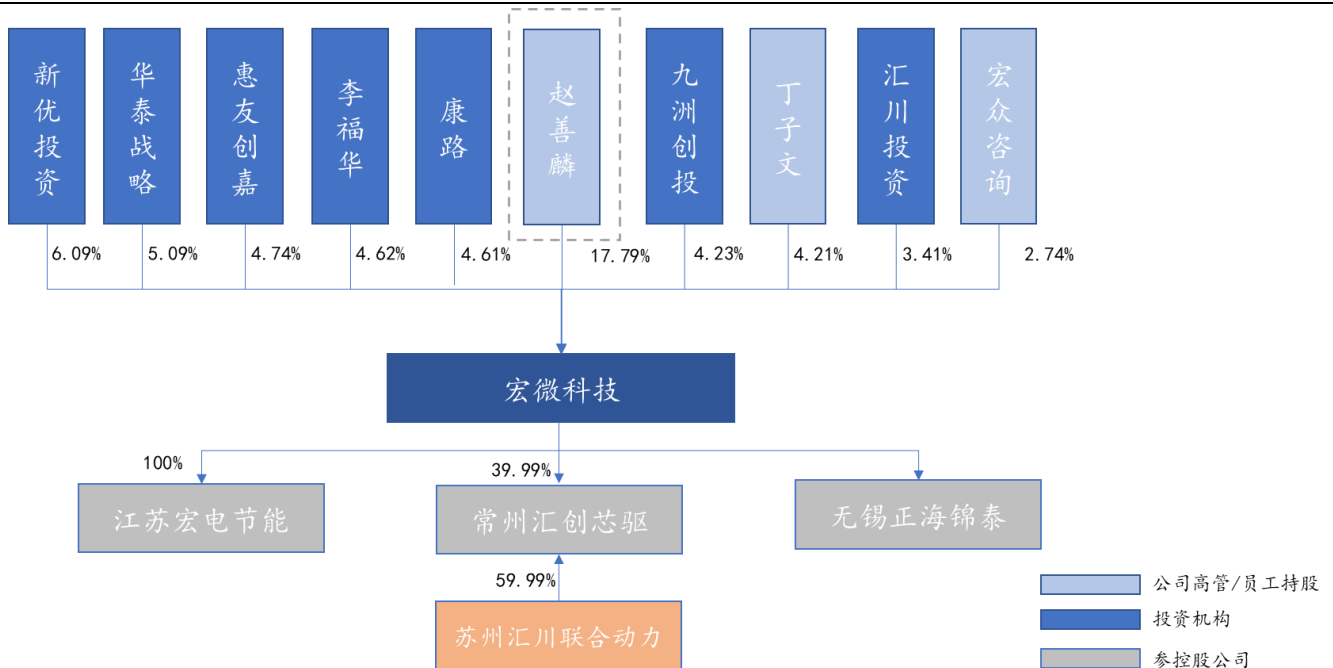 新优投资
华泰战略
惠友创嘉
李福华
康路
赵善麟
九洲创投
丁子文
汇川投资
宏众咨询
6.09%
5.09%
4.74%
4.62%
4.61%
17.79%
4.23%
4.21%
3.41%
2.74%
宏微科技
100%
39.99%
江苏宏电节能
常州汇创芯驱
无锡正海锦泰
59.99%
苏州汇川联合动力
公司高管/员工持股
投资机构
参控股公司